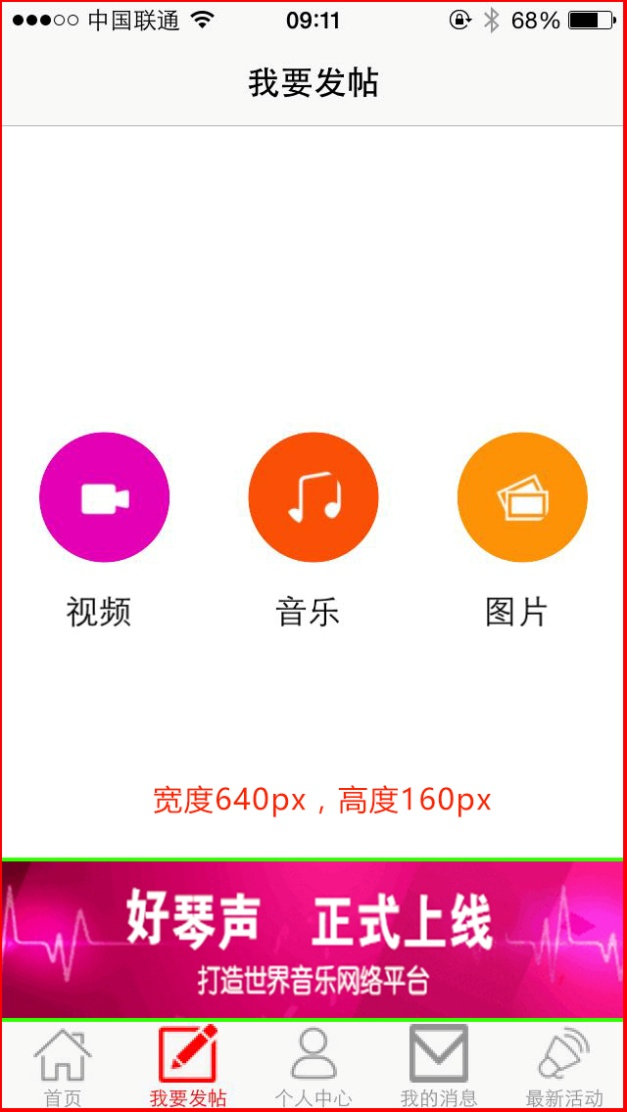 中国联通 09:11 68%
我要发帖
视频 音乐 图片
宽度640px，高度160px
好琴声 正式上线
打造世界音乐网络平台
首页 我要发帖 个人中心 我的消息 最新活动